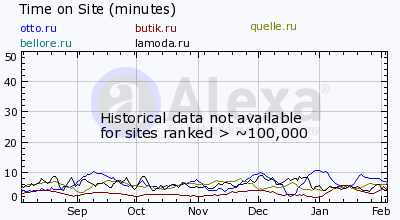 Time on Site (minutes)
otto.ru butik.ru quelle.ru
bellore.ru lamoda.ru
50
40
30
20
10
0
Alexa®
Historical data not available
for sites ranked > ~100,000
Sep Oct Nov Dec Jan Feb